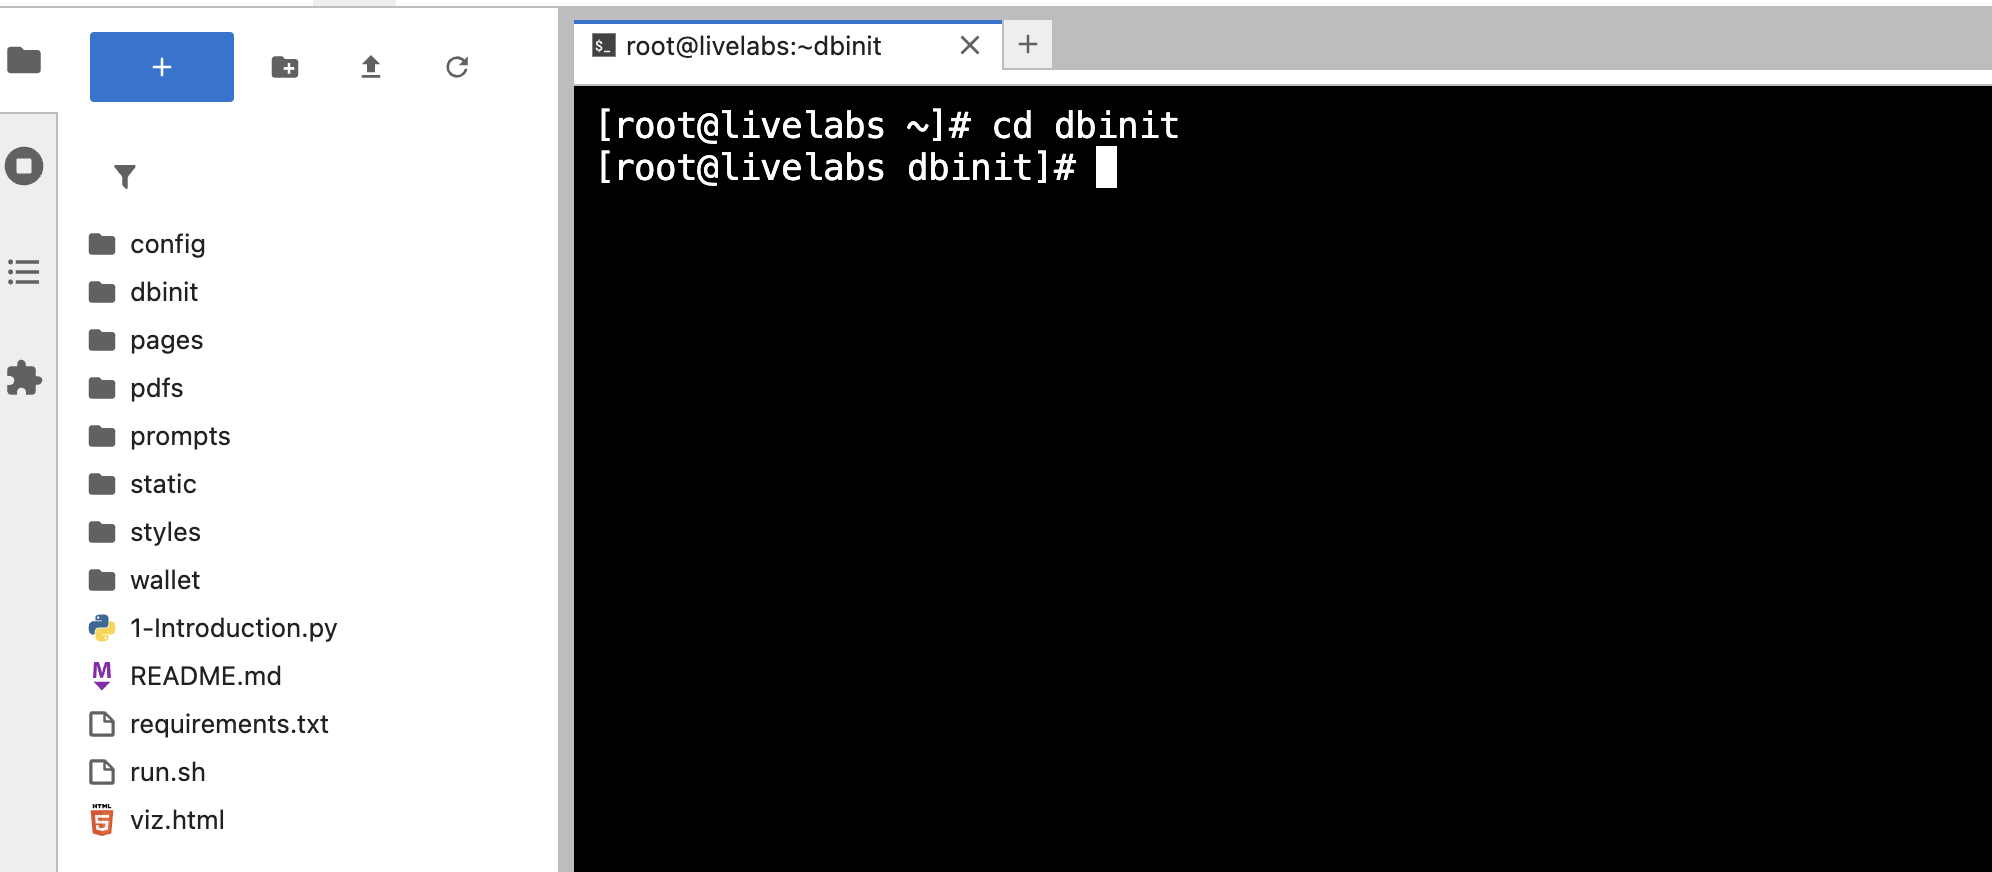 root@livelabs:~dbinit
[root@livelabs ~]# cd dbinit
[root@livelabs dbinit]#
config
dbinit
pages
pdfs
prompts
static
styles
wallet
1-Introduction.py
README.md
requirements.txt
run.sh
viz.html